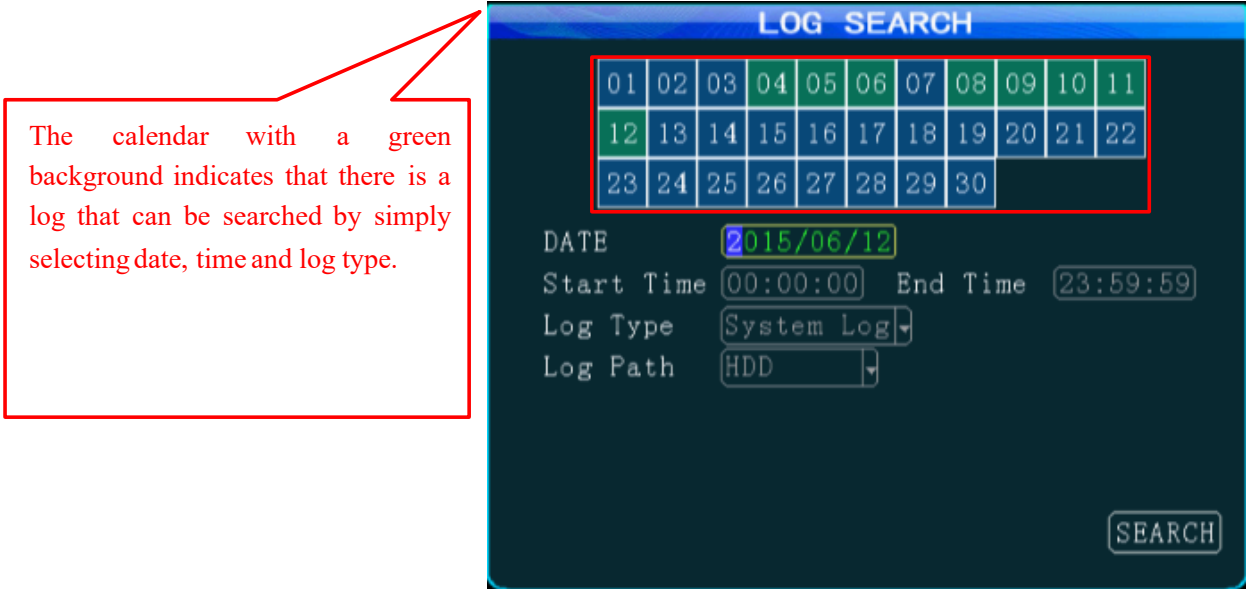 LOG SEARCH
01 02 03 04 05 06 07 08 09 10 11
12 13 14 15 16 17 18 19 20 21 22
23 24 25 26 27 28 29 30
The calendar with a green
background indicates that there is a
log that can be searched by simply
selecting date, time and log type.
DATE 2015/06/12
Start Time 00:00:00 End Time 23:59:59
Log Type System Log
Log Path HDD
SEARCH